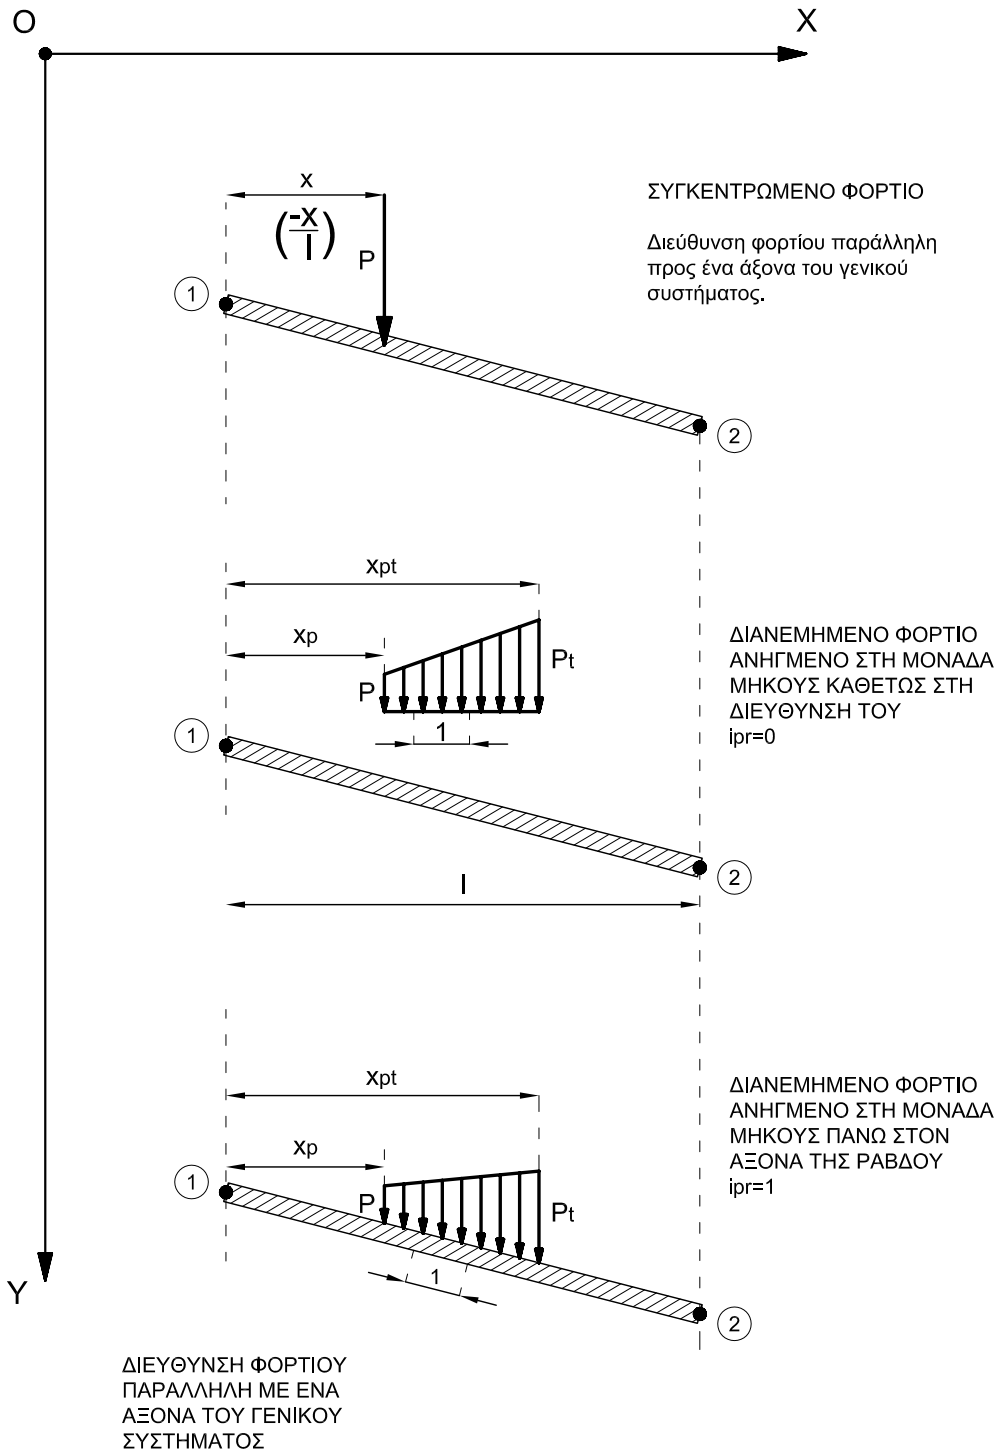 O
X
x
(-x/l)
P
1
2
ΣΥΓΚΕΝΤΡΩΜΕΝΟ ΦΟΡΤΙΟ
Διεύθυνση φορτίου παράλληλη
προς ένα άξονα του γενικού
συστήματος.
xpt
xp
P
Pt
1
1
2
l
ΔΙΑΝΕΜΗΜΕΝΟ ΦΟΡΤΙΟ
ΑΝΗΓΜΕΝΟ ΣΤΗ ΜΟΝΑΔΑ
ΜΗΚΟΥΣ ΚΑΘΕΤΩΣ ΣΤΗ
ΔΙΕΥΘΥΝΣΗ ΤΟΥ
ipr=0
xpt
xp
P
Pt
1
1
2
ΔΙΑΝΕΜΗΜΕΝΟ ΦΟΡΤΙΟ
ΑΝΗΓΜΕΝΟ ΣΤΗ ΜΟΝΑΔΑ
ΜΗΚΟΥΣ ΠΑΝΩ ΣΤΟΝ
ΑΞΟΝΑ ΤΗΣ ΡΑΒΔΟΥ
ipr=1
Y
ΔΙΕΥΘΥΝΣΗ ΦΟΡΤΙΟΥ
ΠΑΡΑΛΛΗΛΗ ΜΕ ΕΝΑ
ΑΞΟΝΑ ΤΟΥ ΓΕΝΙΚΟΥ
ΣΥΣΤΗΜΑΤΟΣ